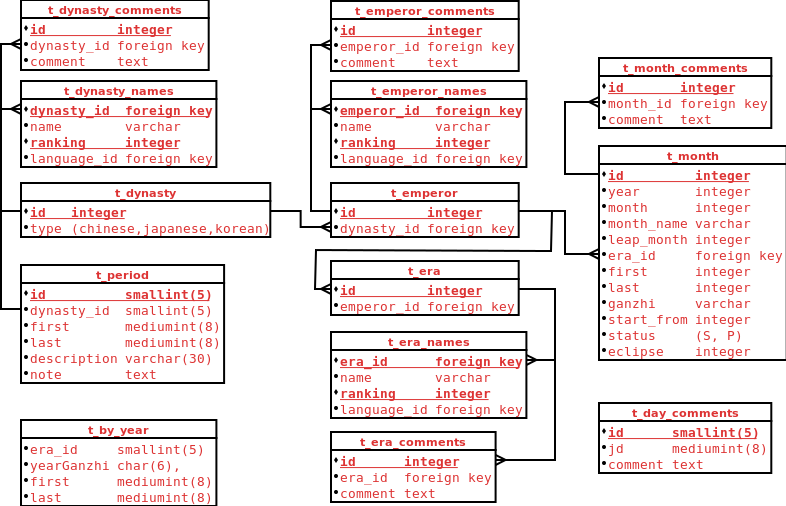 t_dynasty_comments
id integer
dynasty_id foreign key
comment text
t_dynasty_names
dynasty_id foreign key
name varchar
ranking integer
language_id foreign key
t_dynasty
id integer
type (chinese,japanese,korean)
t_period
id smallint(5)
dynasty_id smallint(5)
first mediumint(8)
last mediumint(8)
description varchar(30)
note text
t_by_year
era_id smallint(5)
yearGanzhi char(6),
first mediumint(8)
last mediumint(8)
t_emperor_comments
id integer
emperor_id foreign key
comment text
t_emperor_names
emperor_id foreign key
name varchar
ranking integer
language_id foreign key
t_emperor
id integer
dynasty_id foreign key
t_era
id integer
emperor_id foreign key
t_era_names
era_id foreign key
name varchar
ranking integer
language_id foreign key
t_era_comments
id integer
era_id foreign key
comment text
t_month_comments
id integer
month_id foreign key
comment text
t_month
id integer
year integer
month integer
month_name varchar
leap_month integer
era_id foreign key
first integer
last integer
ganzhi varchar
start_from integer
status (S, P)
eclipse integer
t_day_comments
id smallint(5)
jd mediumint(8)
comment text